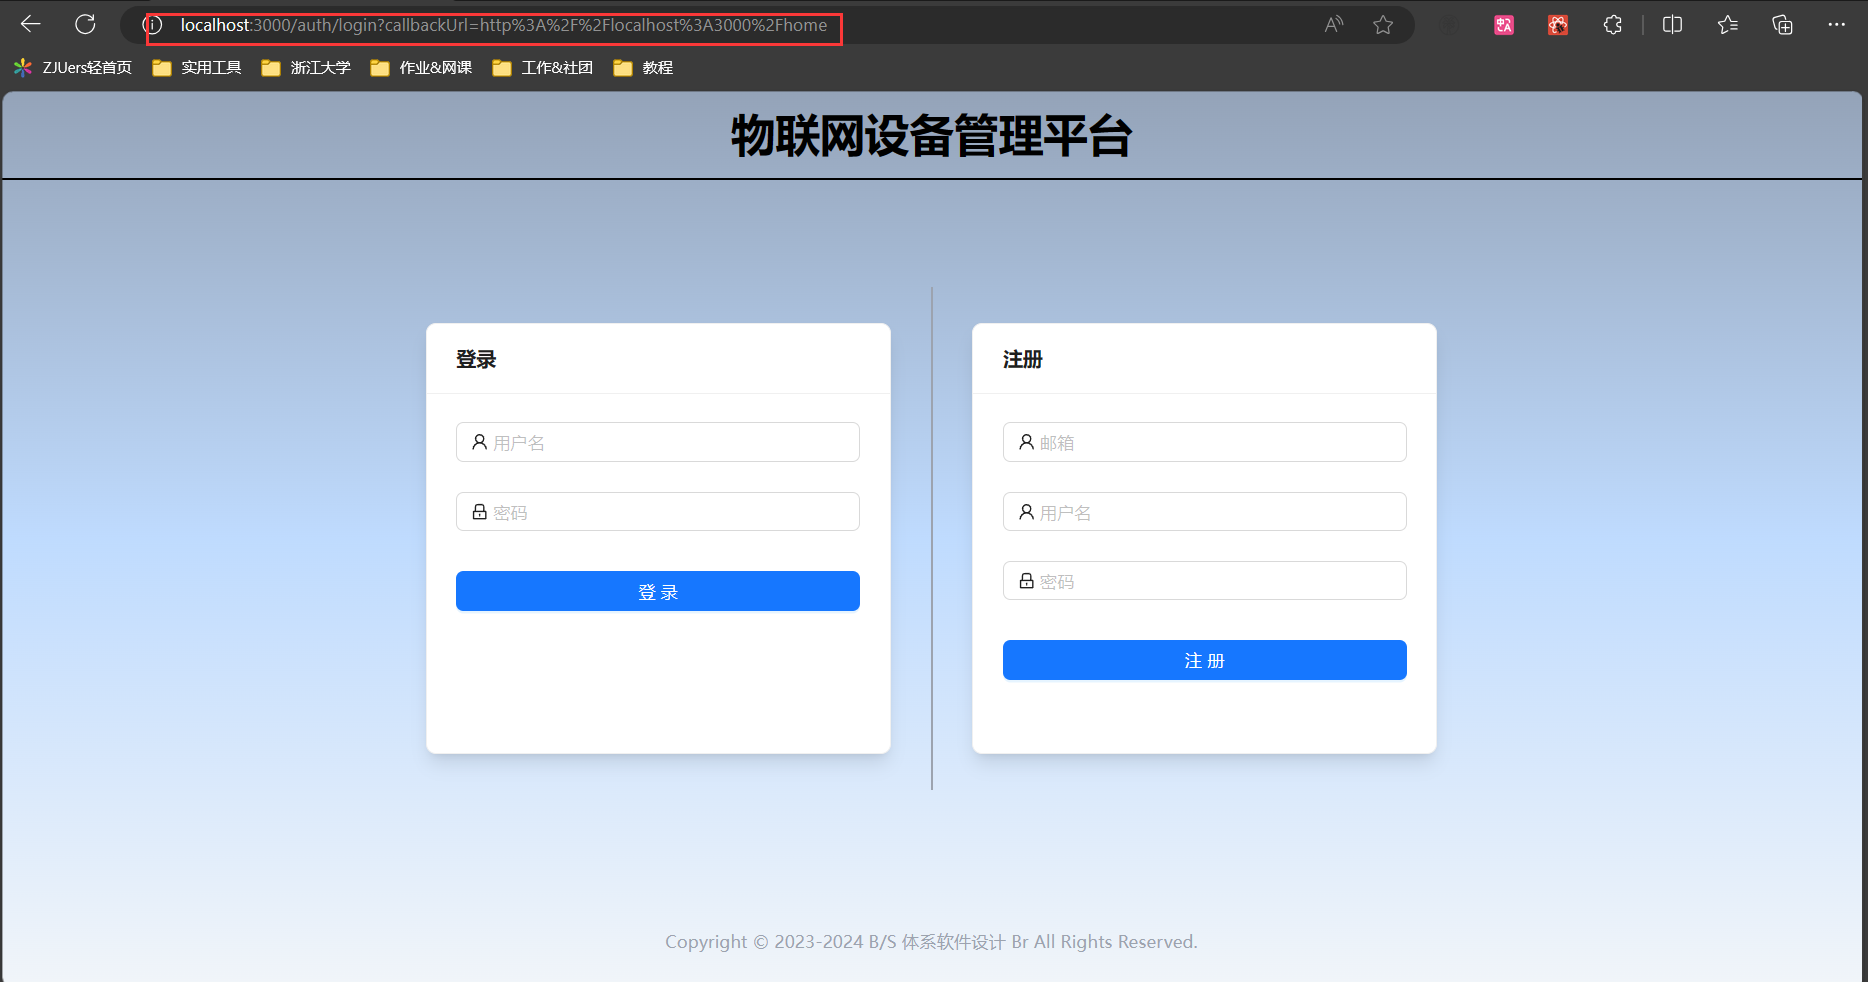 localhost:3000/auth/login?callbackUrl=http%3A%2F%2Flocalhost%3A3000%2Fhome
ZJUers轻首页 实用工具 浙江大学 作业&网课 工作&社团 教程
物联网设备管理平台
登录
用户名
密码
登 录
注册
邮箱
用户名
密码
注 册
Copyright © 2023-2024 B/S 体系软件设计 Br All Rights Reserved.